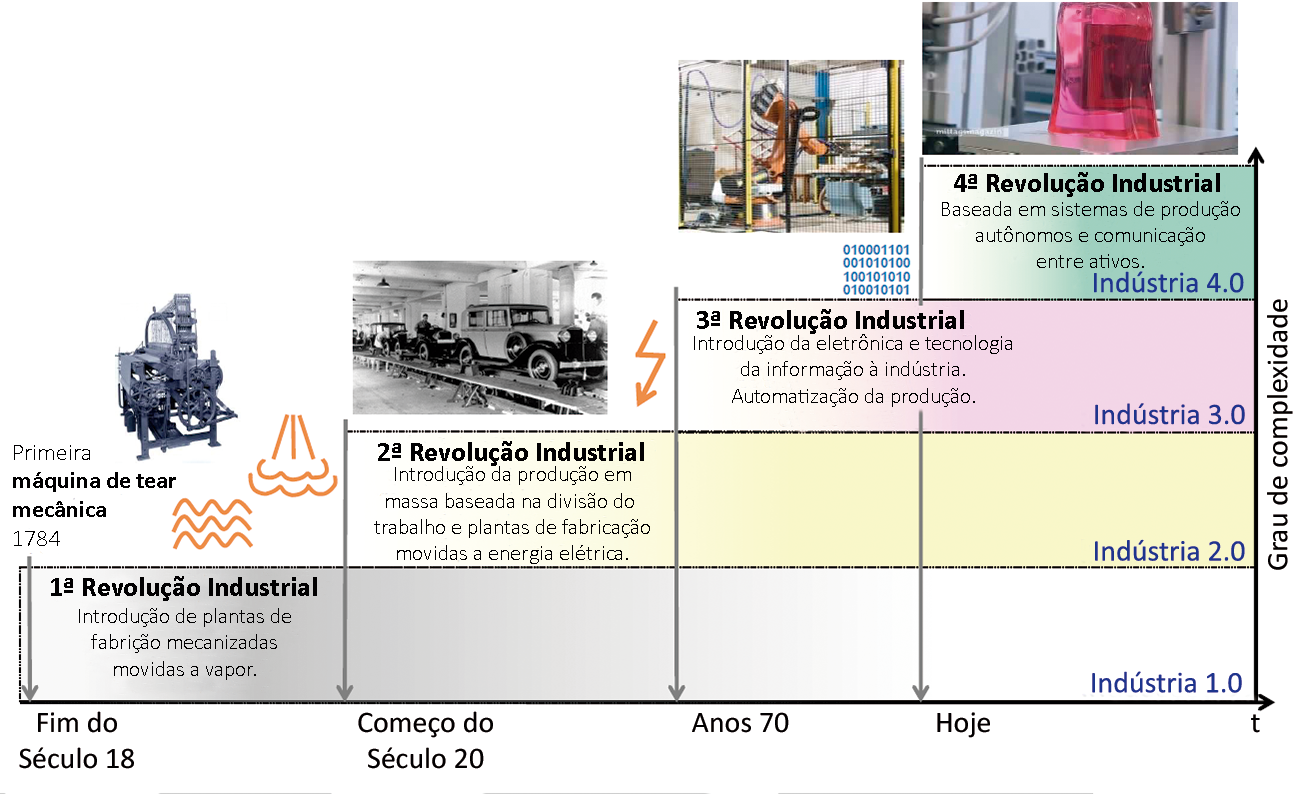 mittagsmagazin
4ª Revolução Industrial
Baseada em sistemas de produção
autônomos e comunicação
entre ativos.
Indústria 4.0
010001101
001010100
100101010
010010101
3ª Revolução Industrial
Introdução da eletrônica e tecnologia
da informação à indústria.
Automatização da produção.
Indústria 3.0
Primeira
máquina de tear
mecânica
1784
2ª Revolução Industrial
Introdução da produção em
massa baseada na divisão do
trabalho e plantas de fabricação
movidas a energia elétrica.
Indústria 2.0
1ª Revolução Industrial
Introdução de plantas de
fabrição mecanizadas
movidas a vapor.
Indústria 1.0
Grau de complexidade
Fim do
Século 18
Começo do
Século 20
Anos 70
Hoje
t